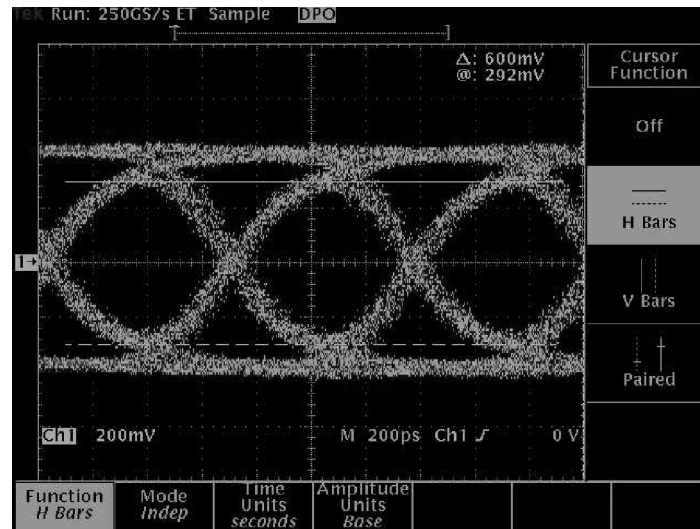 Tek Run: 250GS/s ET Sample DPO
Δ: 600mV
@: 292mV
Cursor
Function
Off
H Bars
V Bars
Paired
1→
Ch1 200mV M 200ps Ch1 0 V
Function
H Bars
Mode
Indep
Time
Units
seconds
Amplitude
Units
Base